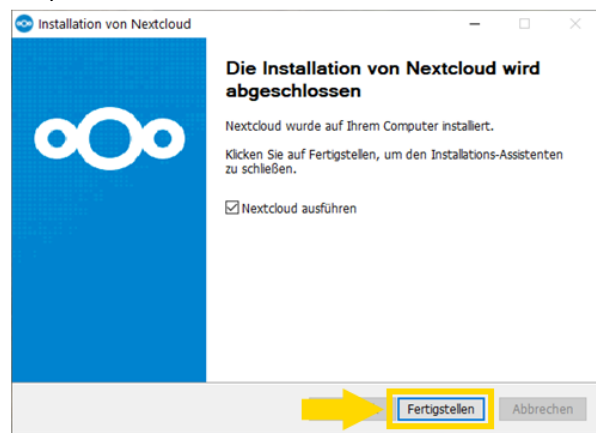 Installation von Nextcloud
Die Installation von Nextcloud wird
abgeschlossen
Nextcloud wurde auf Ihrem Computer installiert.
Klicken Sie auf Fertigstellen, um den Installations-Assistenten
zu schließen.
Nextcloud ausführen
Fertigstellen
Abbrechen